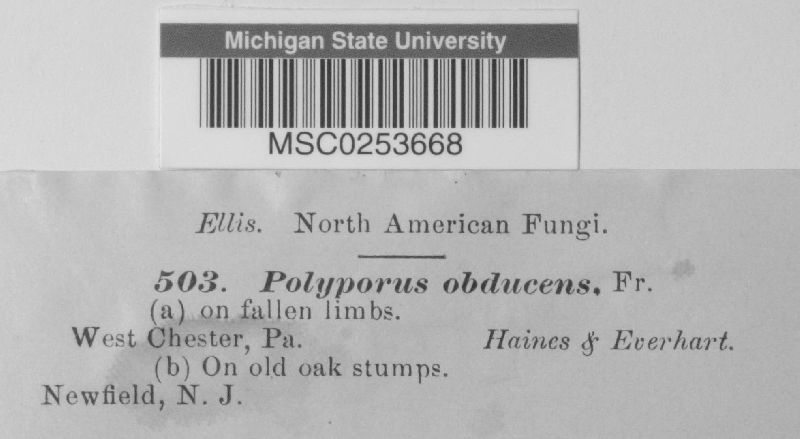 Michigan State University
MSC0253668
Ellis. North American Fungi.
503. Polyporus obducens, Fr.
(a) on fallen limbs.
West Chester, Pa. Haines & Everhart.
(b) On old oak stumps.
Newfield, N. J.